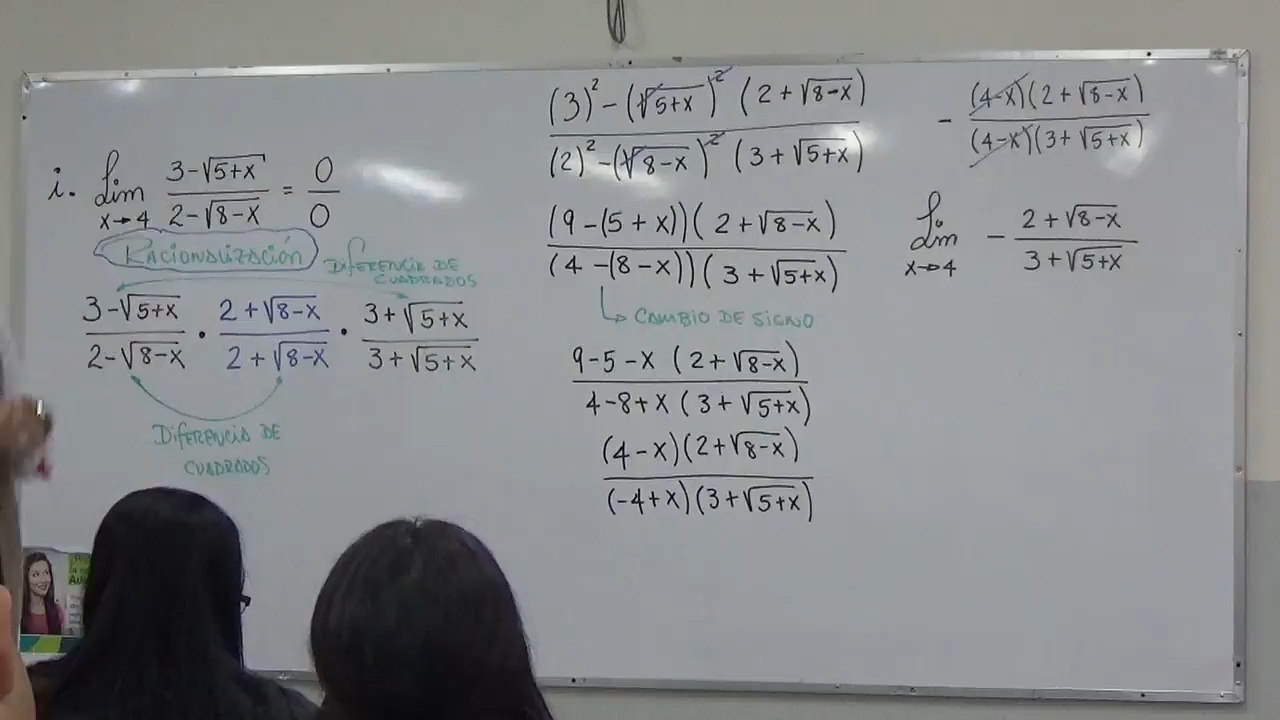 i. Lim x→4 (3-√(5+x))/(2-√(8-x)) = 0/0
Racionalización
Diferencia de
cuadrados
(3-√(5+x))/(2-√(8-x)) · (2+√(8-x))/(2+√(8-x)) · (3+√(5+x))/(3+√(5+x))
Diferencia de
cuadrados
((3)² - (√(5+x))² (2+√(8-x))) / ((2)² - (√(8-x))² (3+√(5+x)))
((9-(5+x))(2+√(8-x))) / ((4-(8-x))(3+√(5+x)))
Cambio de signo
(9-5-x (2+√(8-x))) / (4-8+x (3+√(5+x)))
((4-x)(2+√(8-x))) / ((-4+x)(3+√(5+x)))
- ((4-x)(2+√(8-x))) / ((4-x)(3+√(5+x)))
Lim x→4 - (2+√(8-x))/(3+√(5+x))